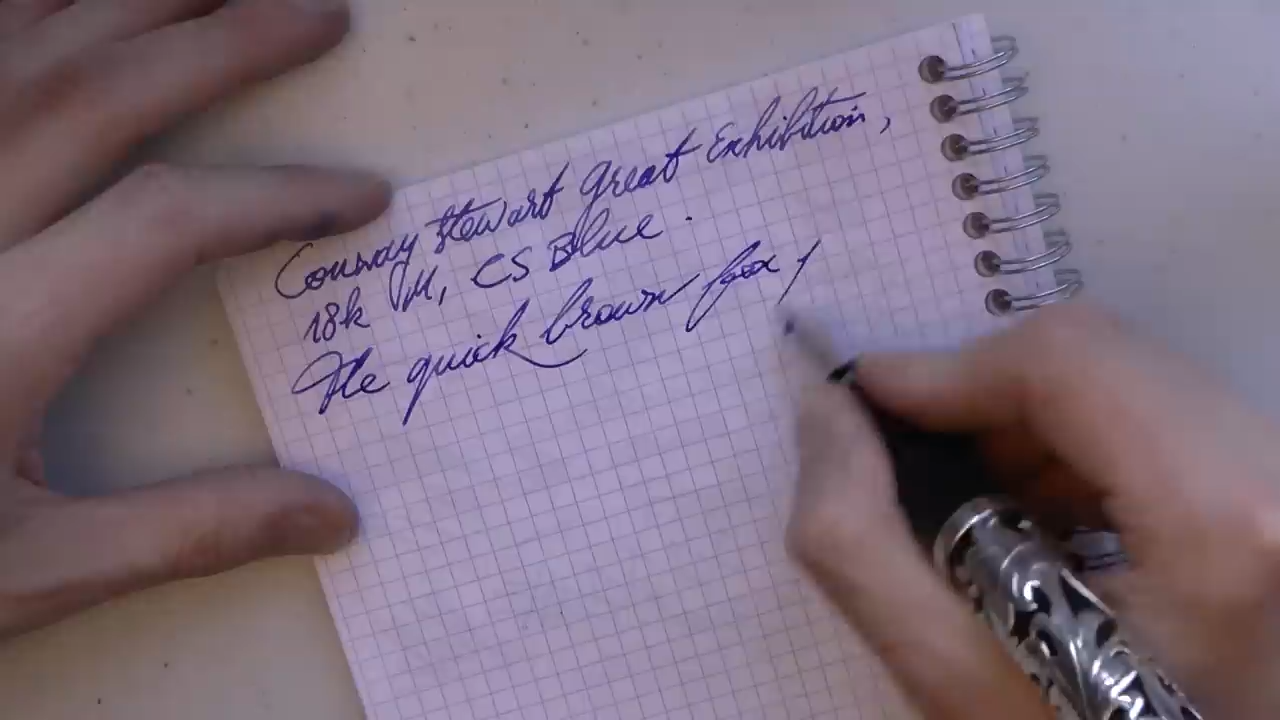 Conway Stewart Great Exhibition,
18k M, CS Blue.
The quick brown fox j